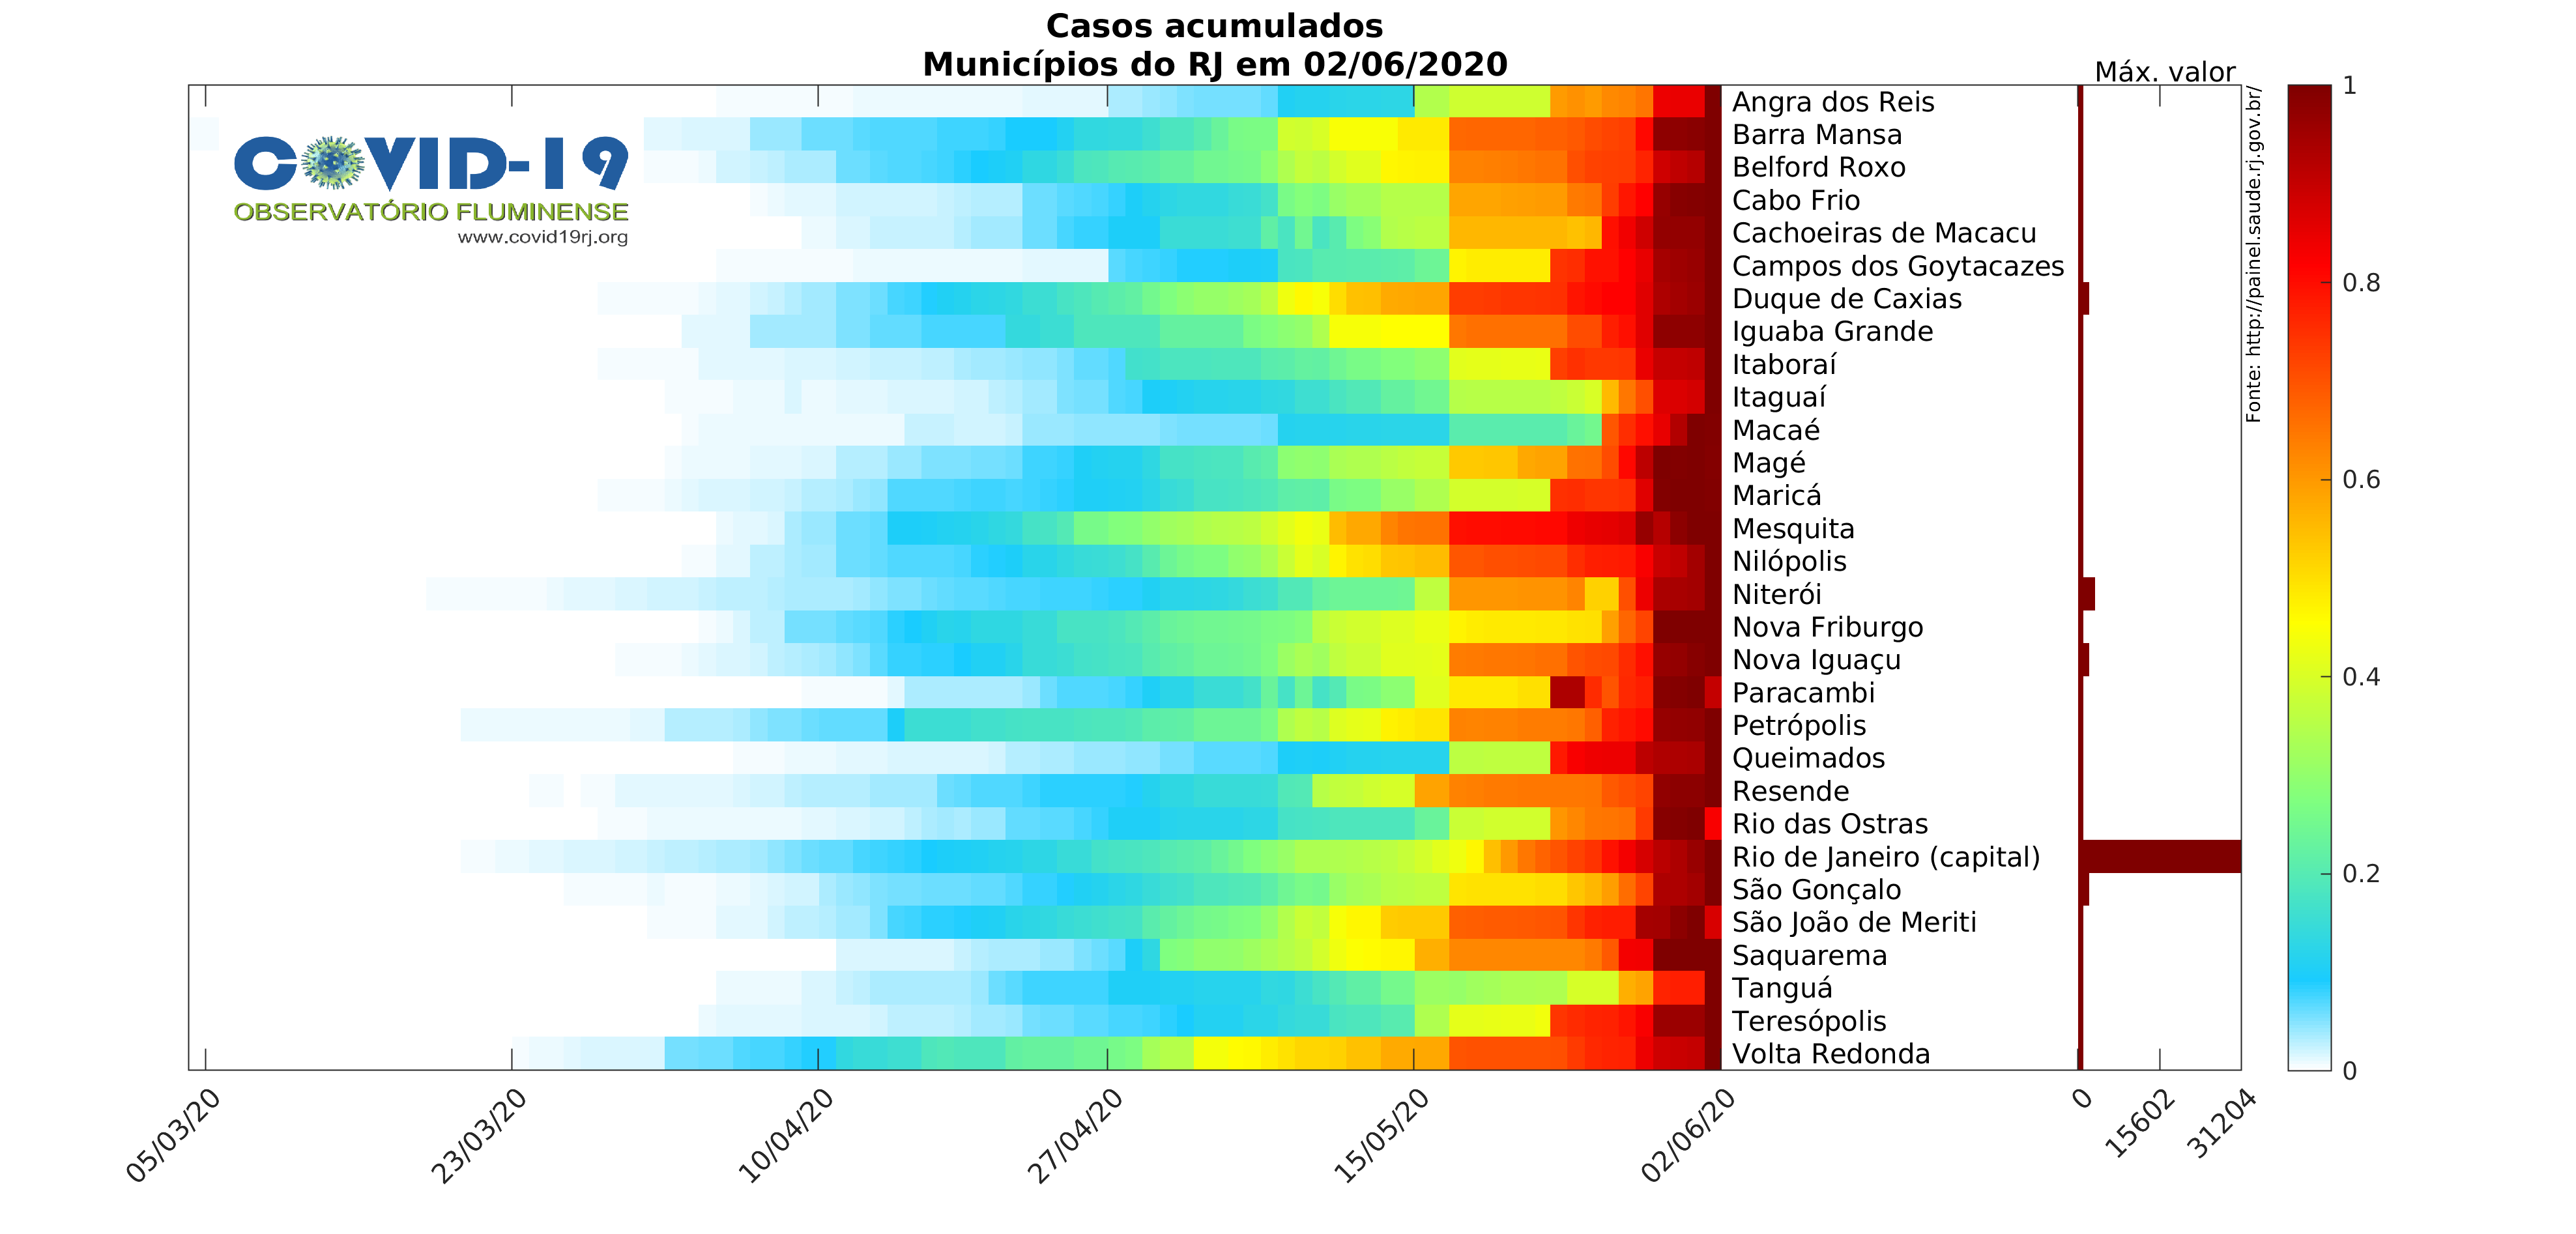 Casos acumulados
Municípios do RJ em 02/06/2020
Máx. valor
COVID-19
OBSERVATÓRIO FLUMINENSE
www.covid19rj.org
Angra dos Reis
Barra Mansa
Belford Roxo
Cabo Frio
Cachoeiras de Macacu
Campos dos Goytacazes
Duque de Caxias
Iguaba Grande
Itaboraí
Itaguaí
Macaé
Magé
Maricá
Mesquita
Nilópolis
Niterói
Nova Friburgo
Nova Iguaçu
Paracambi
Petrópolis
Queimados
Resende
Rio das Ostras
Rio de Janeiro (capital)
São Gonçalo
São João de Meriti
Saquarema
Tanguá
Teresópolis
Volta Redonda
Fonte: http://painel.saude.rj.gov.br/
1
0.8
0.6
0.4
0.2
0
05/03/20
23/03/20
10/04/20
27/04/20
15/05/20
02/06/20
0
15602
31204